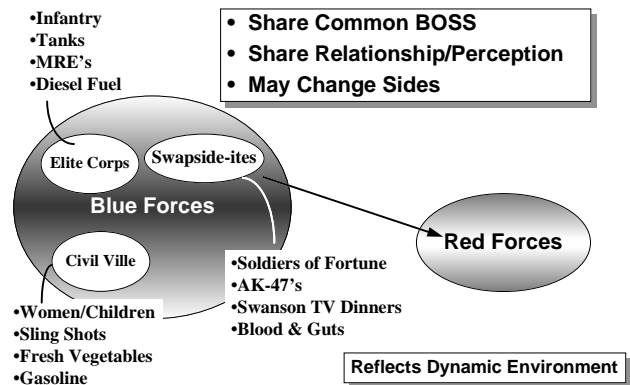 •Infantry
•Tanks
•MRE's
•Diesel Fuel
• Share Common BOSS
• Share Relationship/Perception
• May Change Sides
Elite Corps
Swapside-ites
Blue Forces
Red Forces
Civil Ville
•Soldiers of Fortune
•AK-47's
•Swanson TV Dinners
•Blood & Guts
•Women/Children
•Sling Shots
•Fresh Vegetables
•Gasoline
Reflects Dynamic Environment